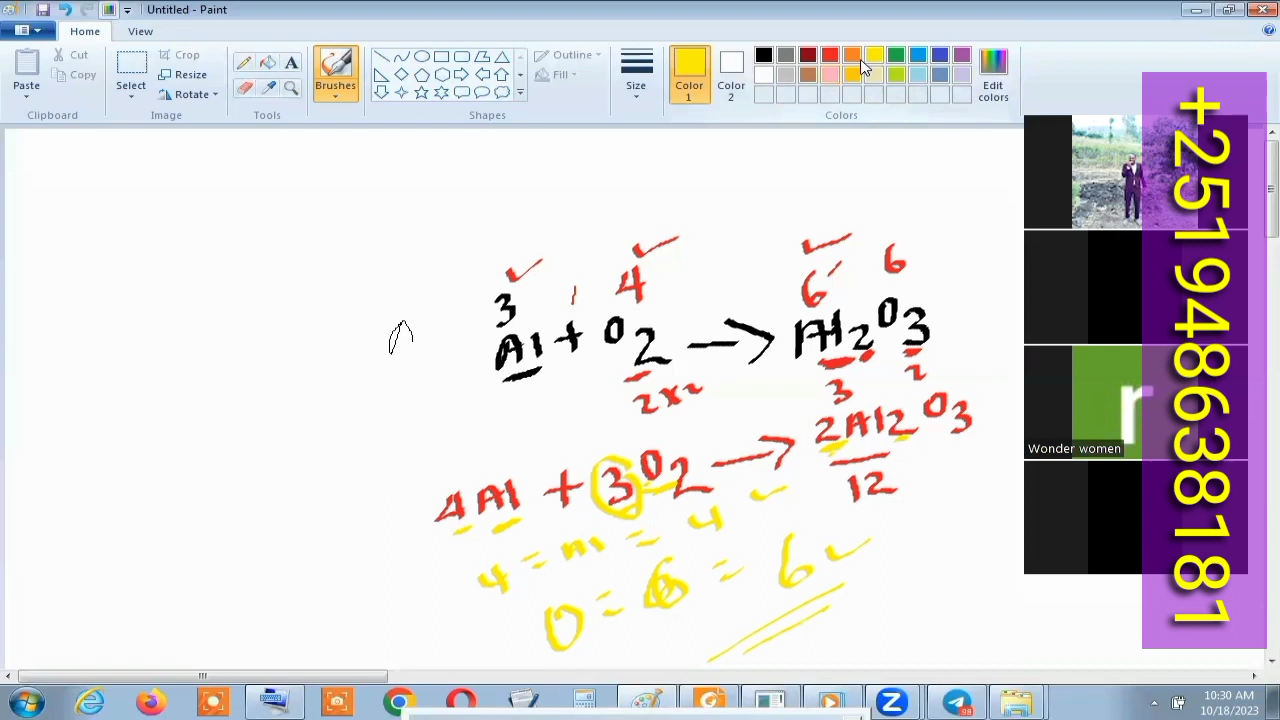 Untitled - Paint
Home
View
Paste
Cut
Copy
Clipboard
Select
Crop
Resize
Rotate
Image
Tools
Brushes
Shapes
Outline
Fill
Size
Color 1
Color 2
Edit colors
Colors
3 4 6 6
Al + O2 → Al2O3
2x2 3 2
4Al + 3O2 → 2Al2O3
12
4 = Al = 4
O = 6 = 6
+251948638181
r
Wonder women
98
10:30 AM
10/18/2023